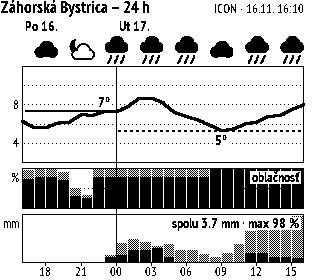 Záhorská Bystrica – 24 h ICON · 16.11. 16:10
Po 16. Ut 17.
8
7°
4
5°
%
oblačnosť
mm
spolu 3.7 mm · max 98 %
18 21 00 03 06 09 12 15